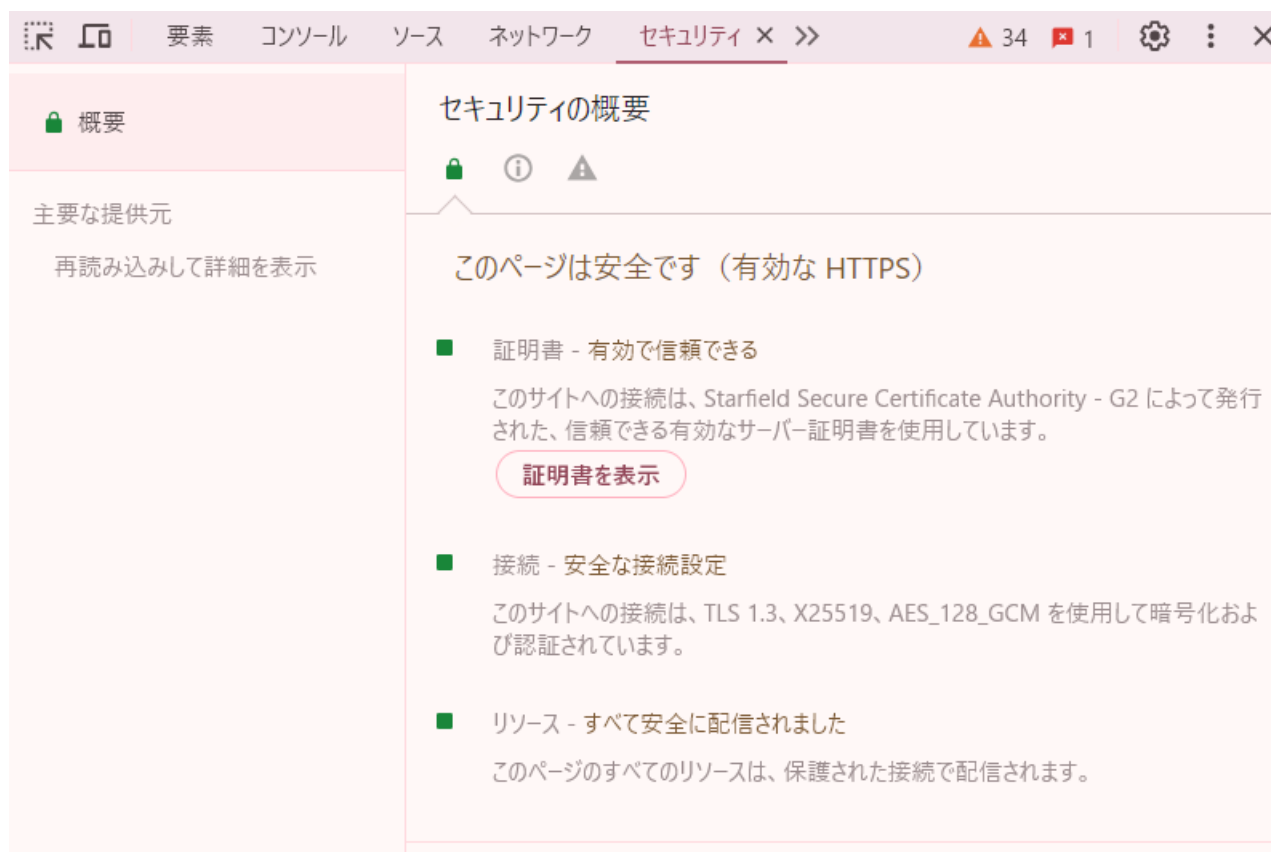 要素 コンソール ソース ネットワーク セキュリティ 34 1
概要
主要な提供元
再読み込みして詳細を表示
セキュリティの概要
このページは安全です（有効な HTTPS）
証明書 - 有効で信頼できる
このサイトへの接続は、Starfield Secure Certificate Authority - G2 によって発行
された、信頼できる有効なサーバー証明書を使用しています。
証明書を表示
接続 - 安全な接続設定
このサイトへの接続は、TLS 1.3、X25519、AES_128_GCM を使用して暗号化およ
び認証されています。
リソース - すべて安全に配信されました
このページのすべてのリソースは、保護された接続で配信されます。